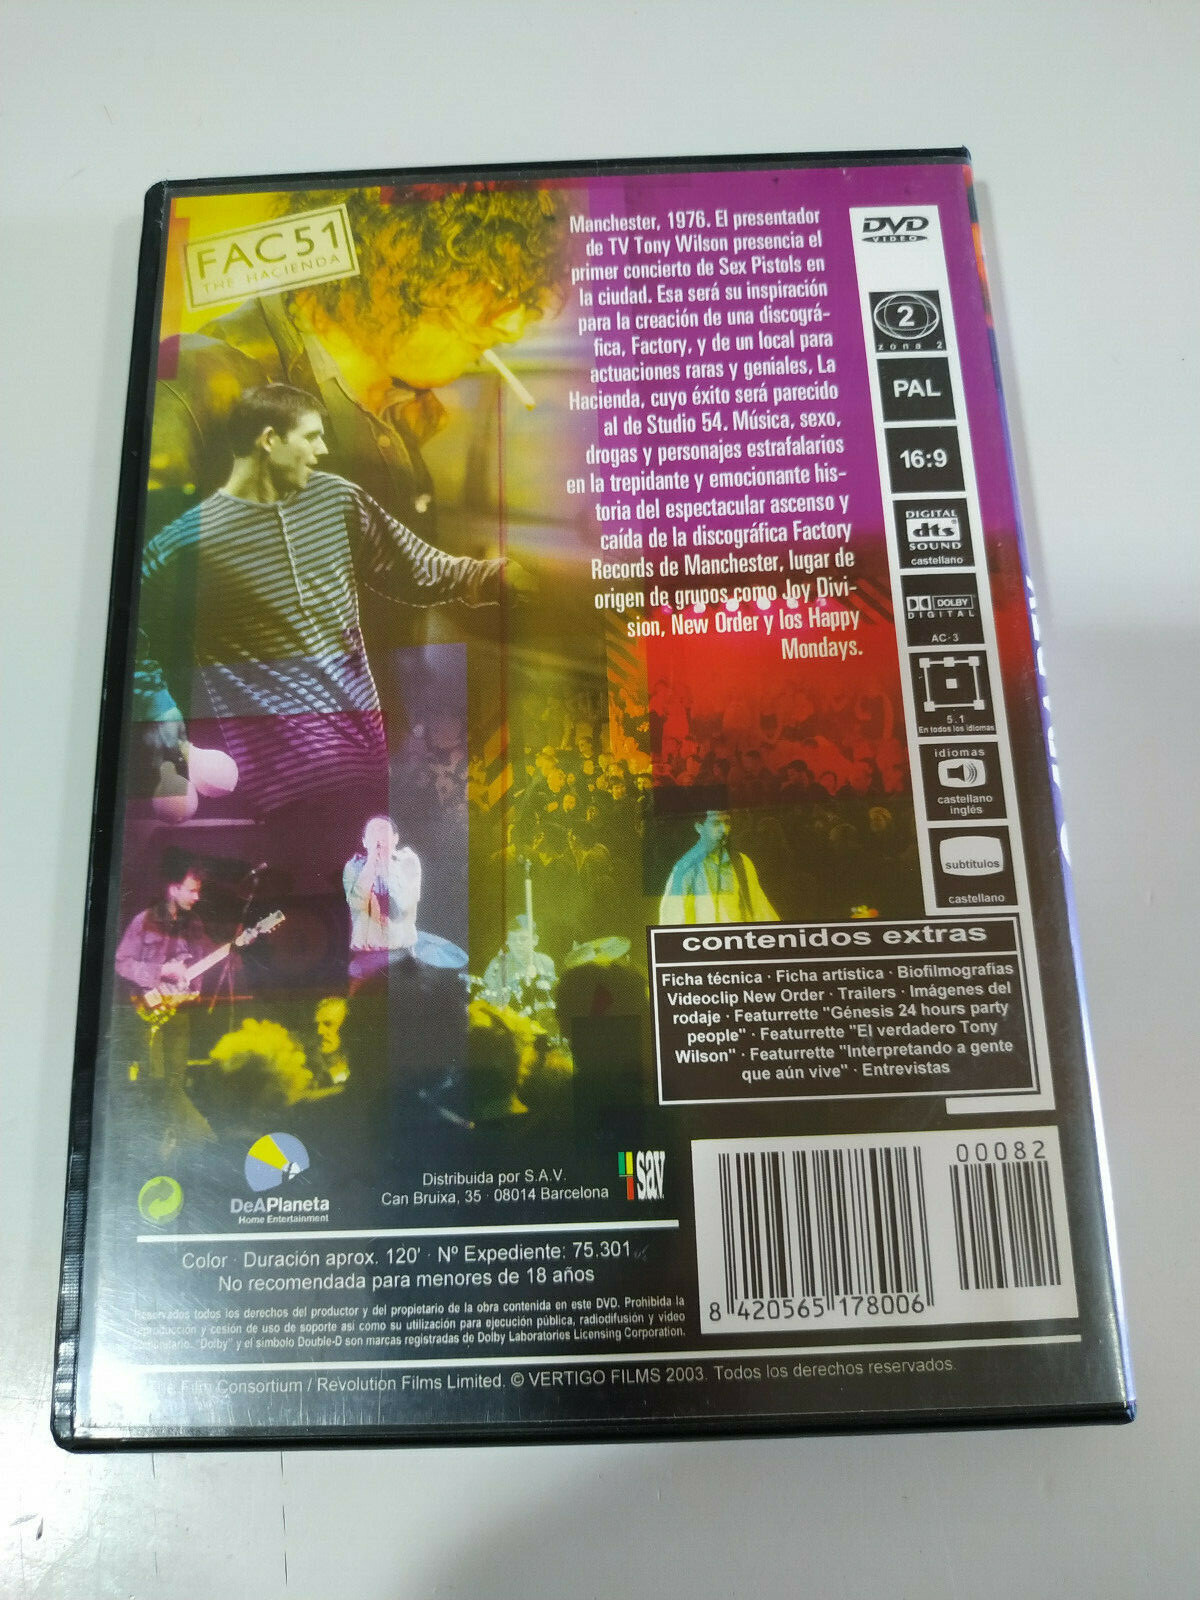 FAC 51
THE HACIENDA
Manchester, 1976. El presentador
de TV Tony Wilson presencia el
primer concierto de Sex Pistols en
la ciudad. Esa será su inspiración
para la creación de una discográ-
fica, Factory, y de un local para
actuaciones raras y geniales, La
Hacienda, cuyo éxito será parecido
al de Studio 54. Música, sexo,
drogas y personajes estrafalarios
en la trepidante y emocionante his-
toria del espectacular ascenso y
caída de la discográfica Factory
Records de Manchester, lugar de
origen de grupos como Joy Divi-
sion, New Order y los Happy
Mondays.
DVD
VIDEO
2
zona 2
PAL
16:9
DIGITAL
dts
SOUND
castellano
DOLBY
DIGITAL
AC-3
5.1
En todos los idiomas
idiomas
castellano
inglés
subtitulos
castellano
contenidos extras
Ficha técnica · Ficha artística · Biofilmografías
Videoclip New Order · Trailers · Imágenes del
rodaje · Featurrette "Génesis 24 hours party
people" · Featurrette "El verdadero Tony
Wilson" · Featurrette "Interpretando a gente
que aún vive" · Entrevistas
DeAPlaneta
Home Entertainment
Distribuida por S.A.V.
Can Bruixa, 35 · 08014 Barcelona
sav
Color · Duración aprox. 120' · Nº Expediente: 75.301
No recomendada para menores de 18 años
Reservados todos los derechos del productor y del propietario de la obra contenida en este DVD. Prohibida la
reproducción y cesión de uso de soporte así como su utilización para ejecución pública, radiodifusión y video
comunitario. "Dolby" y el símbolo Double-D son marcas registradas de Dolby Laboratories Licensing Corporation.
The Film Consortium / Revolution Films Limited. © VERTIGO FILMS 2003. Todos los derechos reservados.
00082
8 420565 178006